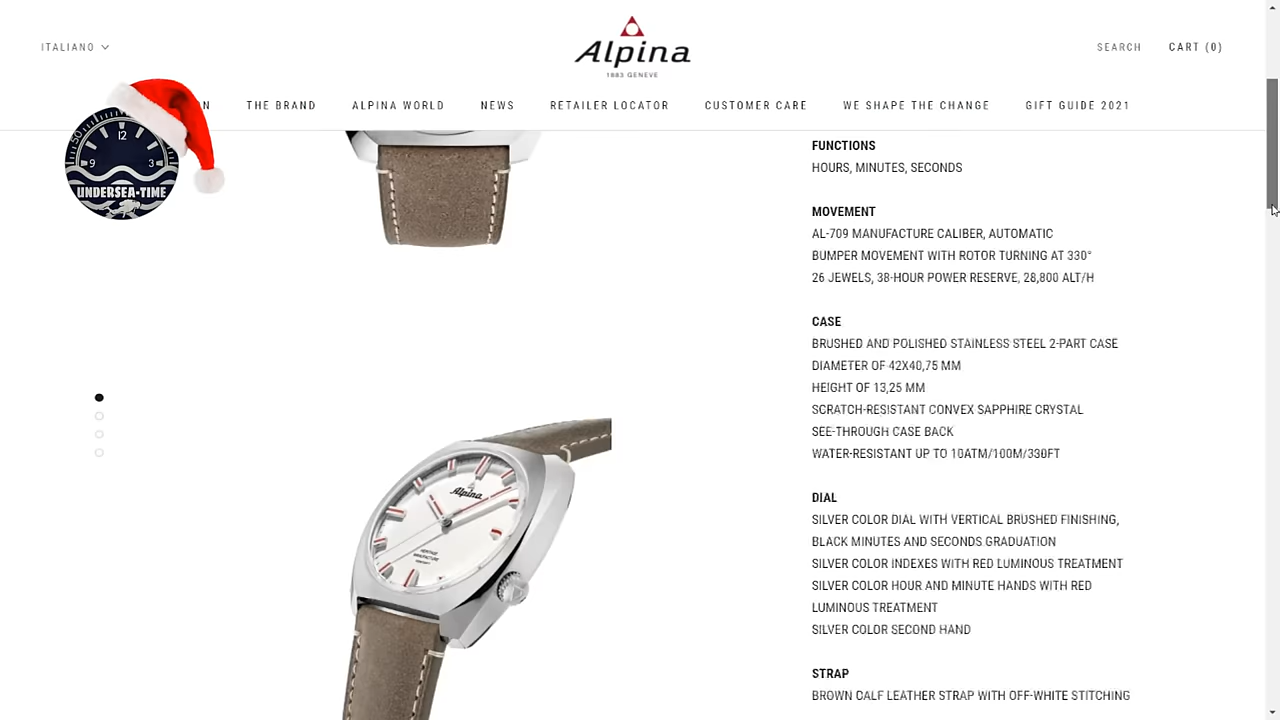 ITALIANO
Alpina
1883 GENEVE
SEARCH
CART (0)
N
THE BRAND
ALPINA WORLD
NEWS
RETAILER LOCATOR
CUSTOMER CARE
WE SHAPE THE CHANGE
GIFT GUIDE 2021
50
12
9
3
UNDERSEA-TIME
FUNCTIONS
HOURS, MINUTES, SECONDS
MOVEMENT
AL-709 MANUFACTURE CALIBER, AUTOMATIC
BUMPER MOVEMENT WITH ROTOR TURNING AT 330°
26 JEWELS, 38-HOUR POWER RESERVE, 28,800 ALT/H
CASE
BRUSHED AND POLISHED STAINLESS STEEL 2-PART CASE
DIAMETER OF 42X40,75 MM
HEIGHT OF 13,25 MM
SCRATCH-RESISTANT CONVEX SAPPHIRE CRYSTAL
SEE-THROUGH CASE BACK
WATER-RESISTANT UP TO 10ATM/100M/330FT
Alpina
HERITAGE
MANUFACTURE
DIAL
SILVER COLOR DIAL WITH VERTICAL BRUSHED FINISHING,
BLACK MINUTES AND SECONDS GRADUATION
SILVER COLOR INDEXES WITH RED LUMINOUS TREATMENT
SILVER COLOR HOUR AND MINUTE HANDS WITH RED
LUMINOUS TREATMENT
SILVER COLOR SECOND HAND
STRAP
BROWN CALF LEATHER STRAP WITH OFF-WHITE STITCHING